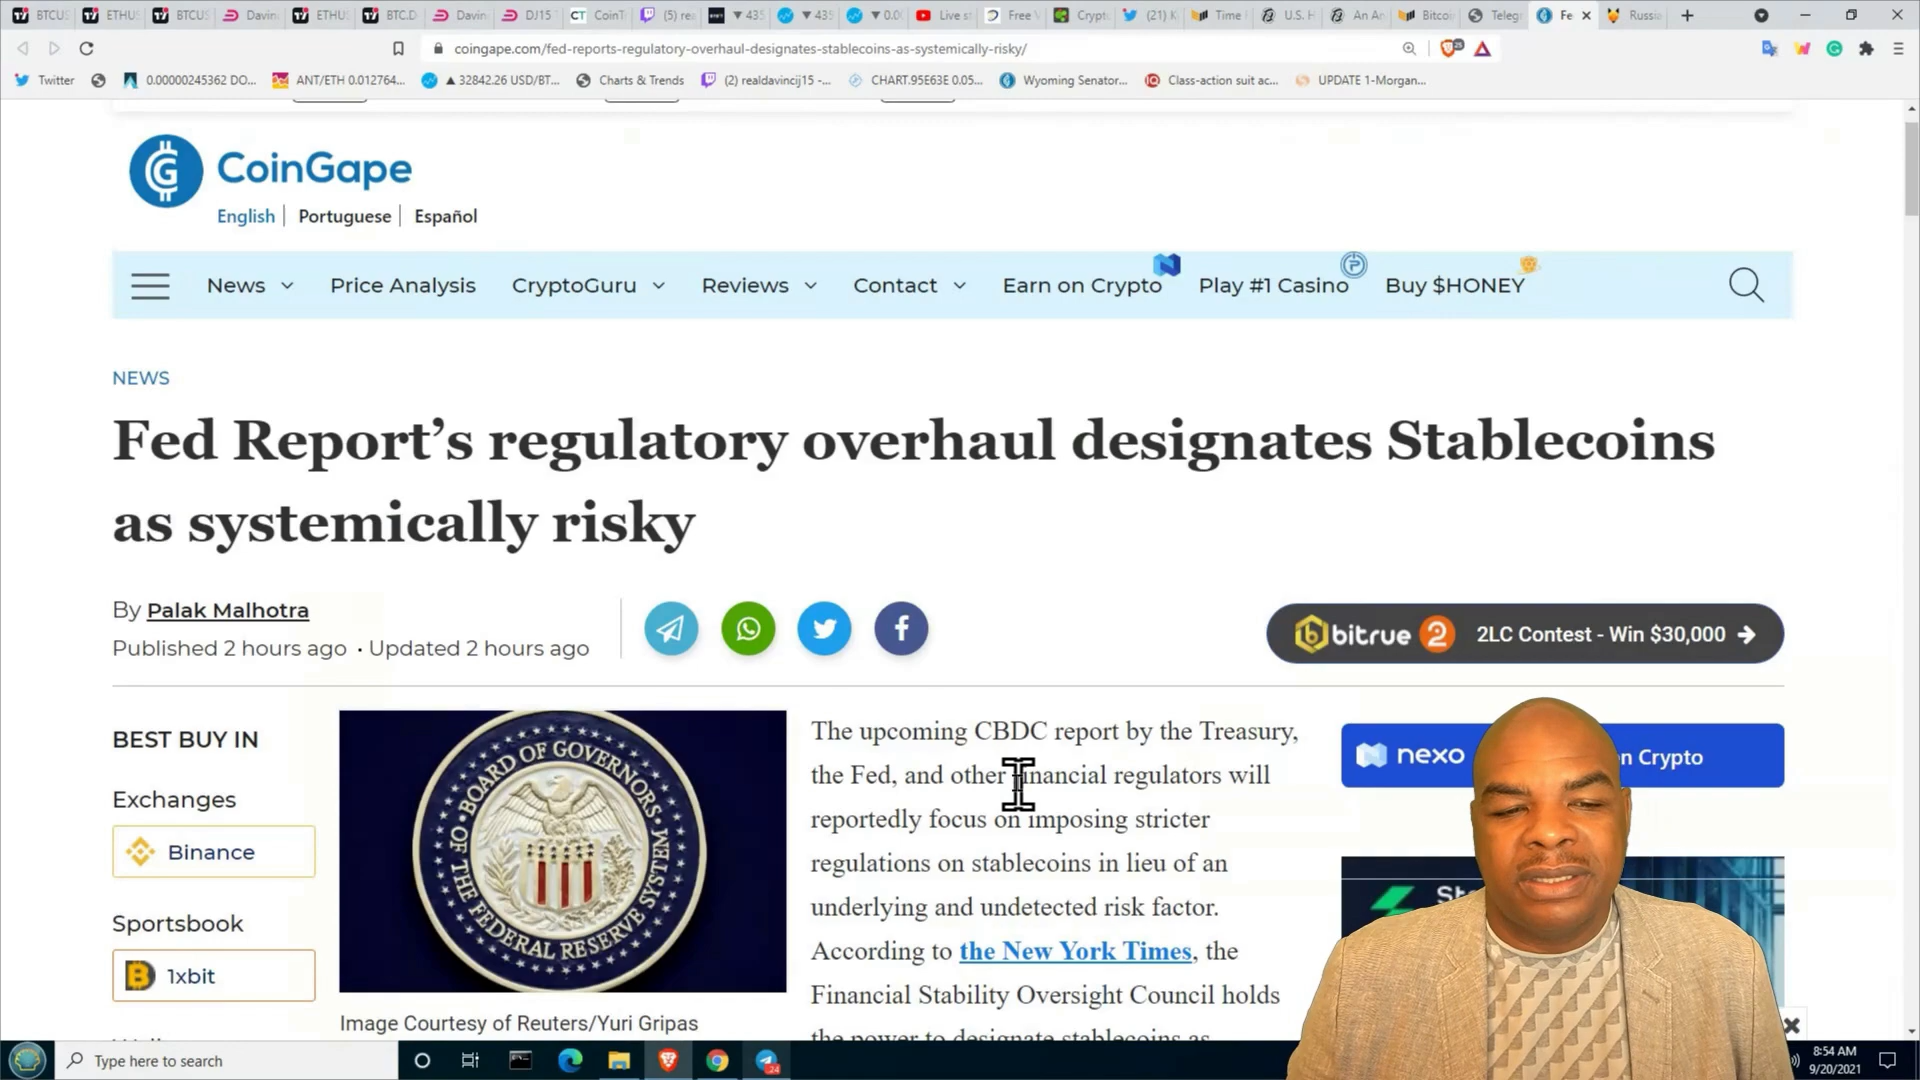 BTCUS
ETHUS
BTCUS
Davin
ETHUS
BTC.D
Davin
DJ15
CoinT
(5) rea
▼ 435
▼ 435
▼ 0.0
Live st
Free V
Crypt
(21) K
Time
U.S. H
An An
Bitcoi
Telegr
Fe
Russia
coingape.com/fed-reports-regulatory-overhaul-designates-stablecoins-as-systemically-risky/
Twitter
0.00000245362 DO...
ANT/ETH 0.012764...
▲ 32842.26 USD/BT...
Charts & Trends
(2) realdavincij15 -...
CHART.95E63E 0.05...
Wyoming Senator...
Class-action suit ac...
UPDATE 1-Morgan...
CoinGape
English | Portuguese | Español
News
Price Analysis
CryptoGuru
Reviews
Contact
Earn on Crypto
Play #1 Casino
Buy $HONEY
NEWS
Fed Report’s regulatory overhaul designates Stablecoins
as systemically risky
By Palak Malhotra
Published 2 hours ago • Updated 2 hours ago
bitrue 2 2LC Contest - Win $30,000 →
BEST BUY IN
Exchanges
Binance
Sportsbook
1xbit
BOARD OF GOVERNORS
OF THE FEDERAL RESERVE SYSTEM
Image Courtesy of Reuters/Yuri Gripas
The upcoming CBDC report by the Treasury,
the Fed, and other financial regulators will
reportedly focus on imposing stricter
regulations on stablecoins in lieu of an
underlying and undetected risk factor.
According to the New York Times, the
Financial Stability Oversight Council holds
the power to designate stablecoins as
nexo
n Crypto
Type here to search
24
8:54 AM
9/20/2021